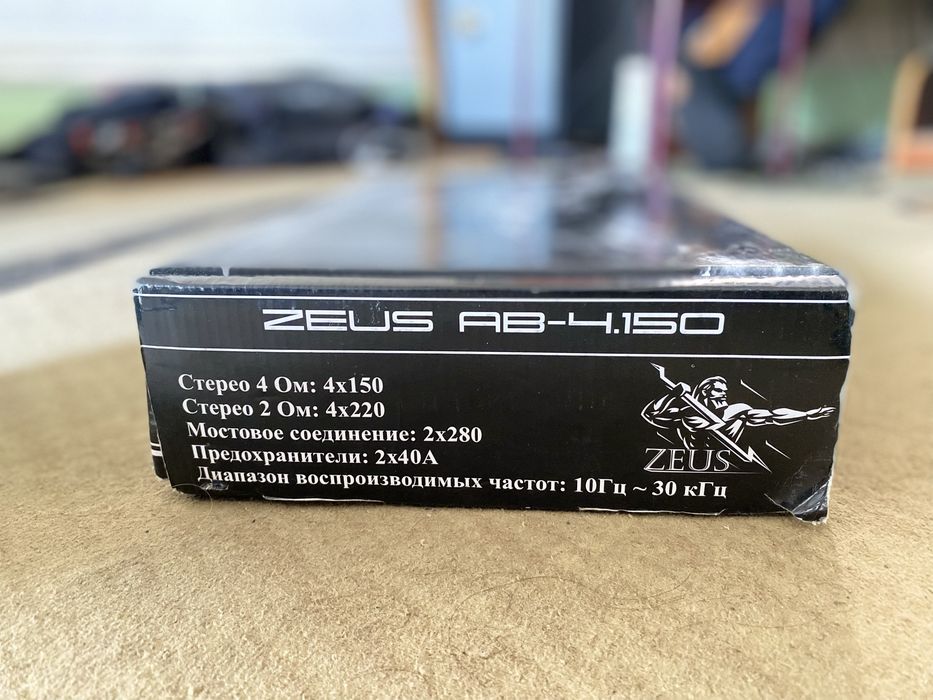 ZEUS AB-4.150
Стерео 4 Ом: 4x150
Стерео 2 Ом: 4x220
Мостовое соединение: 2x280
Предохранители: 2x40А
Диапазон воспроизводимых частот: 10Гц ~ 30 кГц
ZEUS